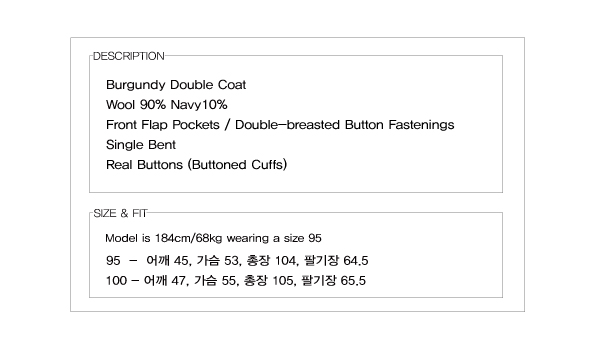 DESCRIPTION
Burgundy Double Coat
Wool 90% Navy10%
Front Flap Pockets / Double-breasted Button Fastenings
Single Bent
Real Buttons (Buttoned Cuffs)
SIZE & FIT
Model is 184cm/68kg wearing a size 95
95 - 어깨 45, 가슴 53, 총장 104, 팔기장 64.5
100 - 어깨 47, 가슴 55, 총장 105, 팔기장 65.5